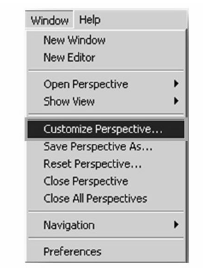 Window Help
New Window
New Editor
Open Perspective
Show View
Customize Perspective...
Save Perspective As...
Reset Perspective...
Close Perspective
Close All Perspectives
Navigation
Preferences